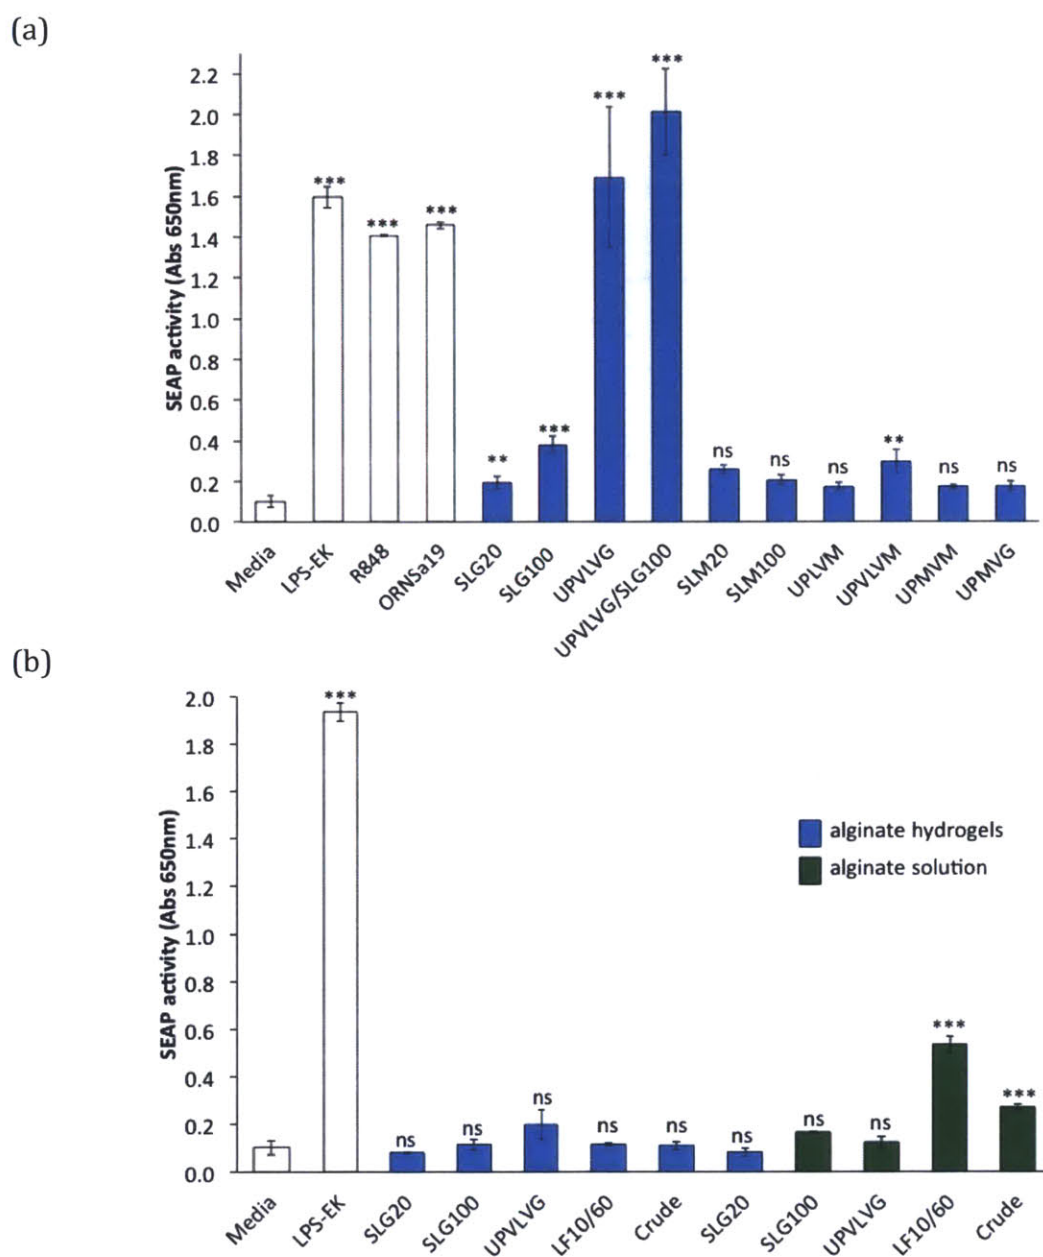 (a)
SEAP activity (Abs 650nm)
2.2
2.0
1.8
1.6
1.4
1.2
1.0
0.8
0.6
0.4
0.2
0.0
***
***
***
**
***
***
***
ns
ns
ns
**
ns
ns
Media
LPS-EK
R848
ORNSa19
SLG20
SLG100
UPVLVG
UPVLVG/SLG100
SLM20
SLM100
UPLVM
UPVLVM
UPMVM
UPMVG
(b)
SEAP activity (Abs 650nm)
2.0
1.8
1.6
1.4
1.2
1.0
0.8
0.6
0.4
0.2
0.0
***
ns
ns
ns
ns
ns
ns
ns
ns
***
***
alginate hydrogels
alginate solution
Media
LPS-EK
SLG20
SLG100
UPVLVG
LF10/60
Crude
SLG20
SLG100
UPVLVG
LF10/60
Crude